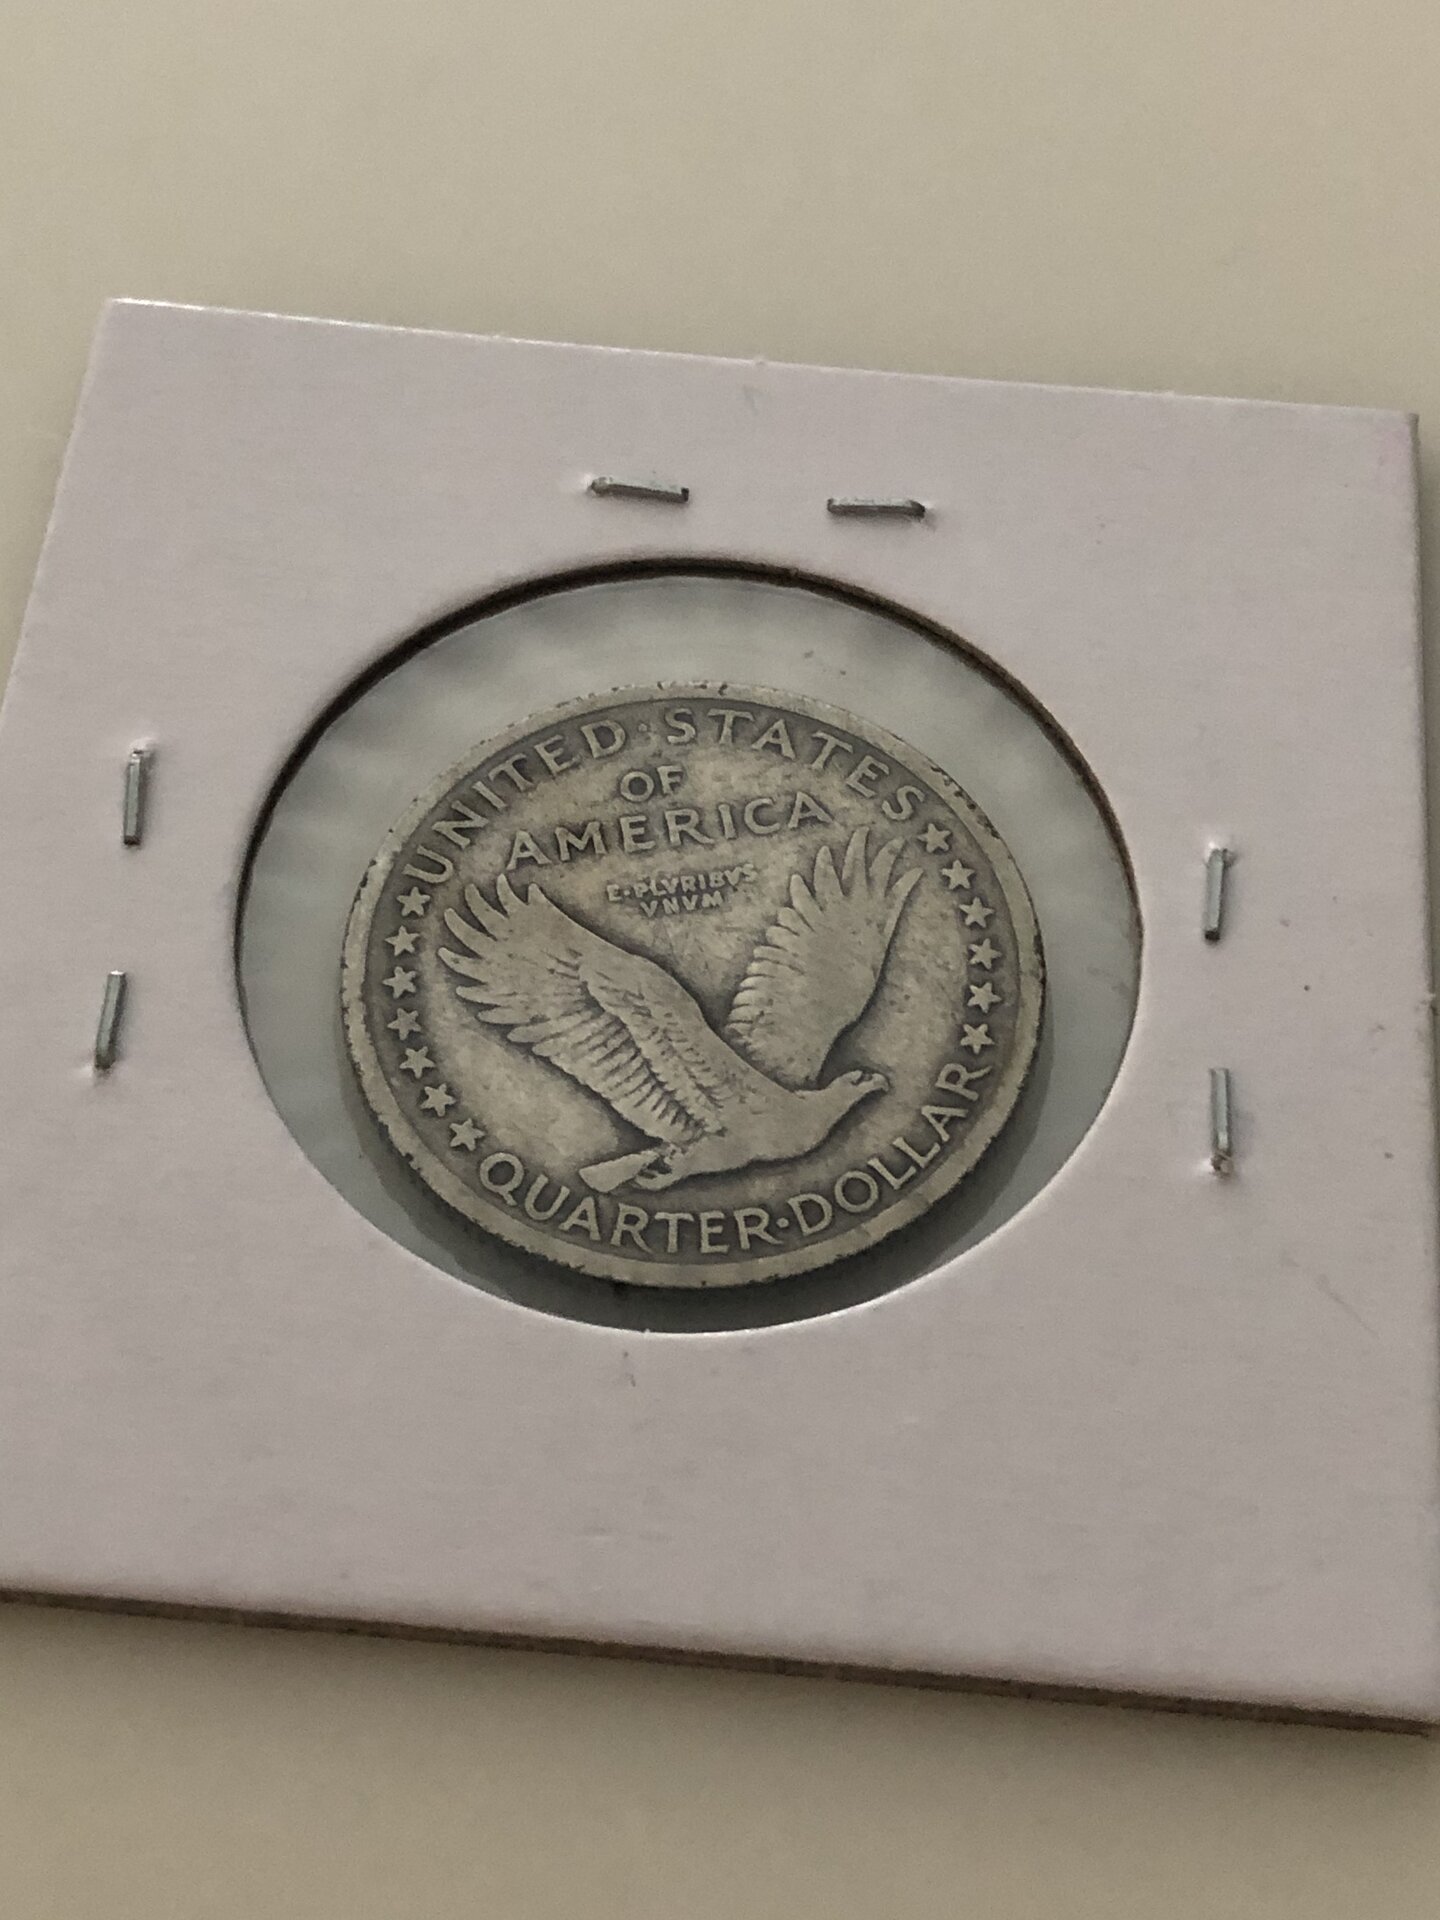 UNITED·STATES
OF
AMERICA
E·PLVRIBVS
VNVM
QUARTER·DOLLAR